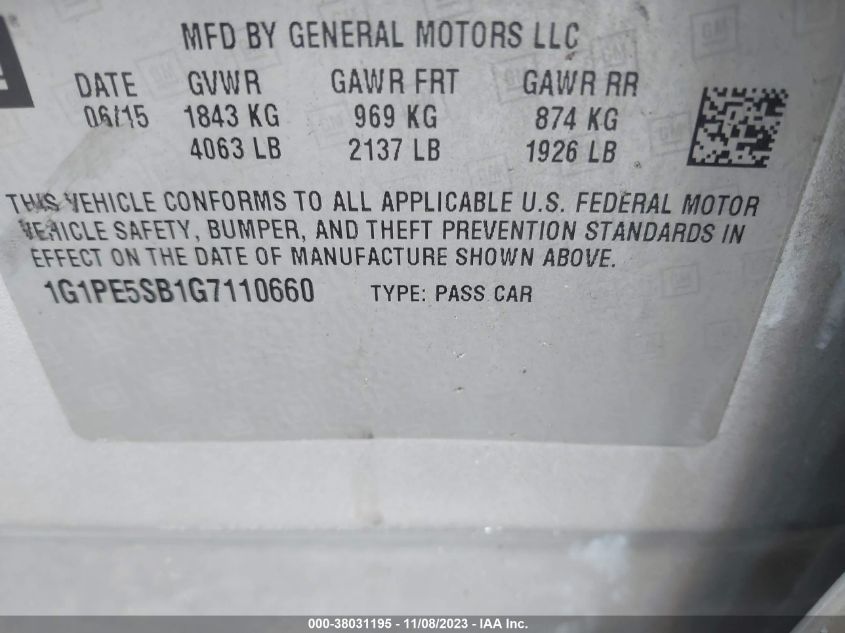 MFD BY GENERAL MOTORS LLC
DATE GVWR GAWR FRT GAWR RR
06/15 1843 KG 969 KG 874 KG
4063 LB 2137 LB 1926 LB
THIS VEHICLE CONFORMS TO ALL APPLICABLE U.S. FEDERAL MOTOR
VEHICLE SAFETY, BUMPER, AND THEFT PREVENTION STANDARDS IN
EFFECT ON THE DATE OF MANUFACTURE SHOWN ABOVE.
1G1PE5SB1G7110660 TYPE: PASS CAR
000-38031195 - 11/08/2023 - IAA Inc.